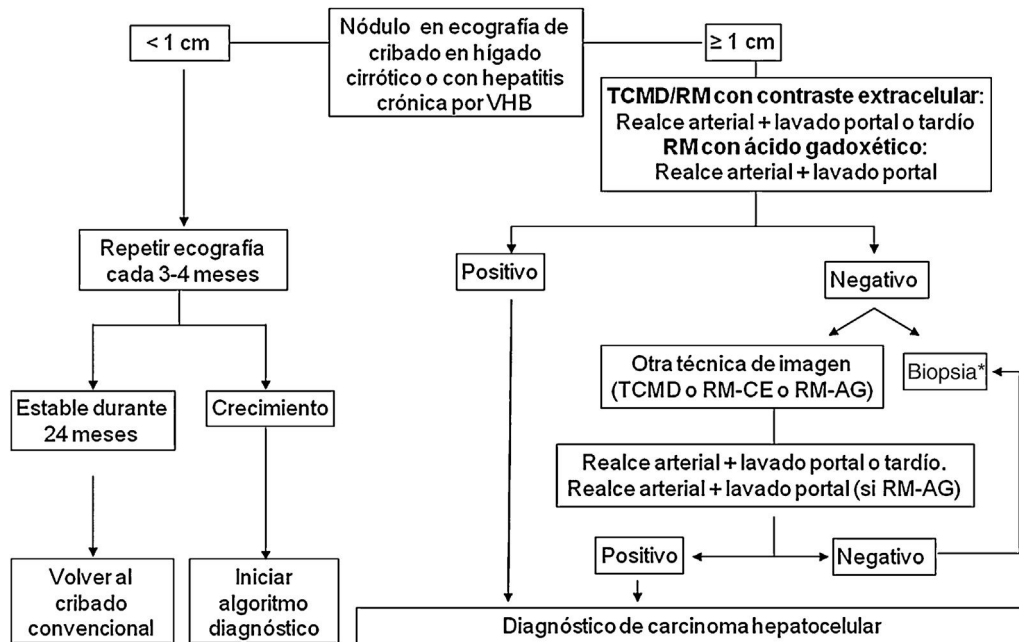 Nódulo en ecografía de
cribado en hígado
cirrótico o con hepatitis
crónica por VHB
< 1 cm
≥ 1 cm
TCMD/RM con contraste extracelular:
Realce arterial + lavado portal o tardío
RM con ácido gadoxético:
Realce arterial + lavado portal
Repetir ecografía
cada 3-4 meses
Positivo
Negativo
Otra técnica de imagen
(TCMD o RM-CE o RM-AG)
Biopsia*
Estable durante
24 meses
Crecimiento
Realce arterial + lavado portal o tardío.
Realce arterial + lavado portal (si RM-AG)
Positivo
Negativo
Volver al
cribado
convencional
Iniciar
algoritmo
diagnóstico
Diagnóstico de carcinoma hepatocelular